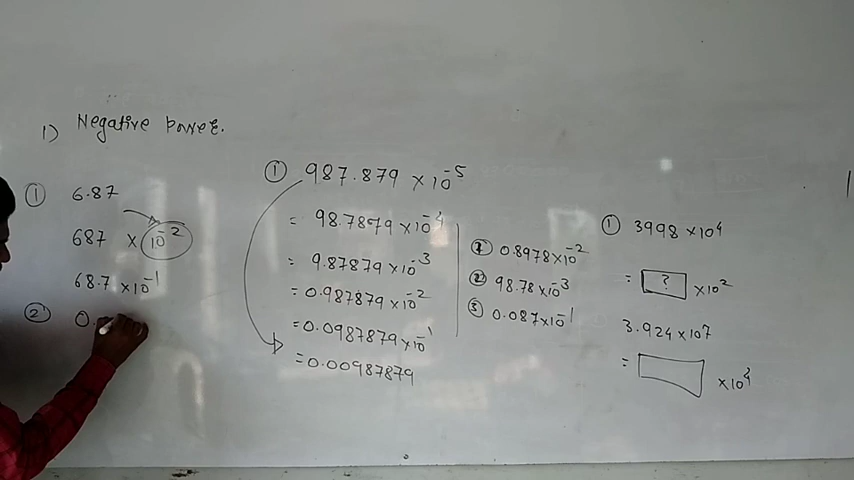 1) Negative Power.
① 6.87
687 × 10⁻²
68.7 × 10⁻¹
② 0.
① 987.879 × 10⁻⁵
= 98.7879 × 10⁻⁴
= 9.87879 × 10⁻³
= 0.987879 × 10⁻²
= 0.0987879 × 10⁻¹
= 0.00987879
① 0.8978 × 10⁻²
② 98.78 × 10⁻³
③ 0.087 × 10⁻¹
① 3998 × 10⁴
= ? × 10²
3.924 × 10⁷
= × 10